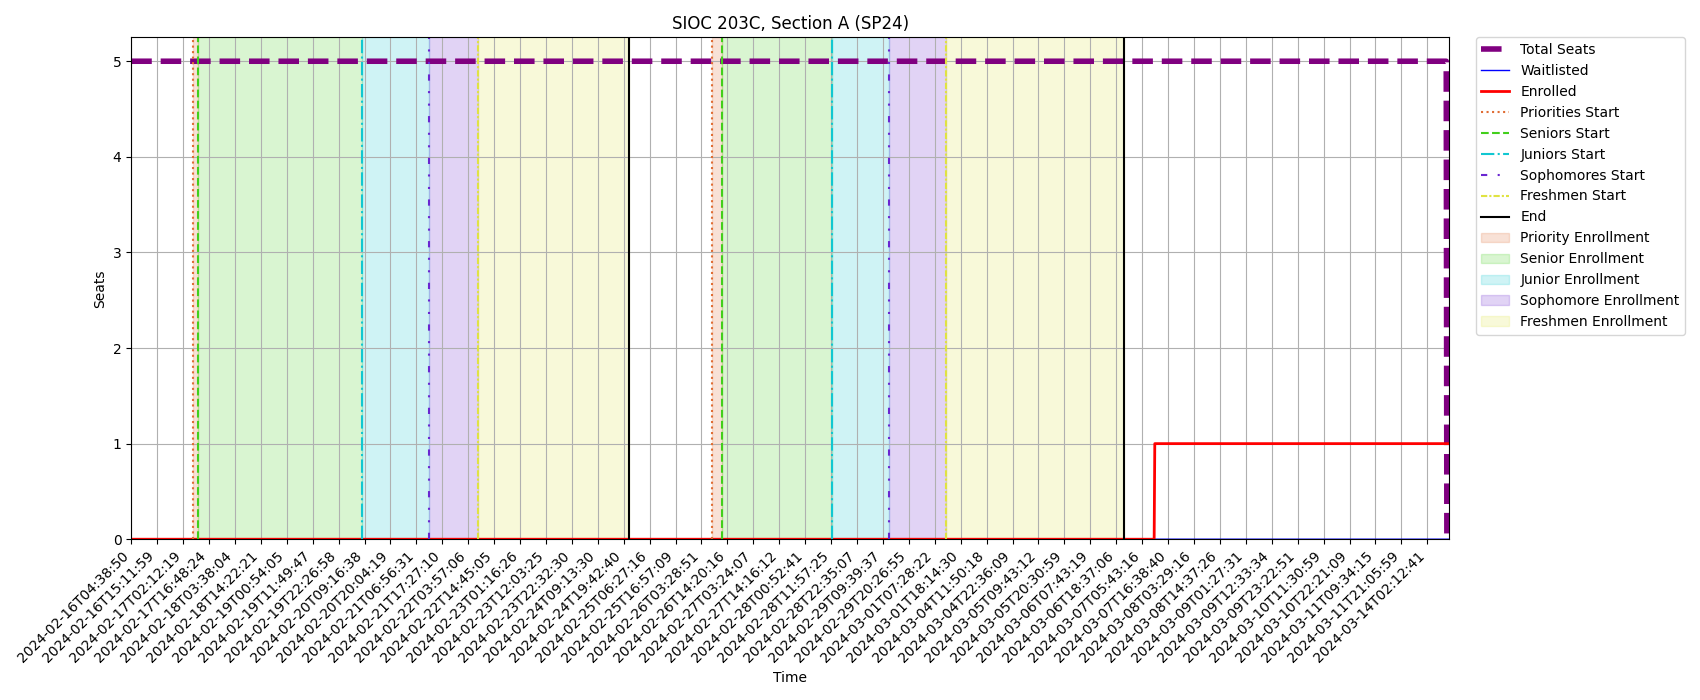 SIOC 203C, Section A (SP24)
Total Seats
Waitlisted
Enrolled
Priorities Start
Seniors Start
Juniors Start
Sophomores Start
Freshmen Start
End
Priority Enrollment
Senior Enrollment
Junior Enrollment
Sophomore Enrollment
Freshmen Enrollment
Seats
5
4
3
2
1
0
2024-02-16T04:38:50
2024-02-16T15:11:59
2024-02-17T02:12:19
2024-02-17T16:48:24
2024-02-18T03:38:04
2024-02-18T14:22:21
2024-02-19T00:54:05
2024-02-19T11:49:47
2024-02-19T22:26:58
2024-02-20T09:16:38
2024-02-20T20:04:19
2024-02-21T06:56:31
2024-02-21T17:27:10
2024-02-22T03:57:06
2024-02-22T14:45:05
2024-02-23T01:16:26
2024-02-23T12:03:25
2024-02-23T22:32:30
2024-02-24T09:13:30
2024-02-24T19:42:40
2024-02-25T06:27:16
2024-02-25T16:57:09
2024-02-26T03:28:51
2024-02-26T14:20:16
2024-02-27T03:24:07
2024-02-27T14:16:12
2024-02-28T00:52:41
2024-02-28T11:57:25
2024-02-28T22:35:07
2024-02-29T09:39:37
2024-02-29T20:26:55
2024-03-01T07:28:22
2024-03-01T18:14:30
2024-03-04T11:50:18
2024-03-04T22:36:09
2024-03-05T09:43:12
2024-03-05T20:30:59
2024-03-06T07:43:19
2024-03-06T18:37:06
2024-03-07T05:43:16
2024-03-07T16:38:40
2024-03-08T03:29:16
2024-03-08T14:37:26
2024-03-09T01:27:31
2024-03-09T12:33:34
2024-03-09T23:22:51
2024-03-10T11:30:59
2024-03-10T22:21:09
2024-03-11T09:34:15
2024-03-11T21:05:59
2024-03-14T02:12:41
Time